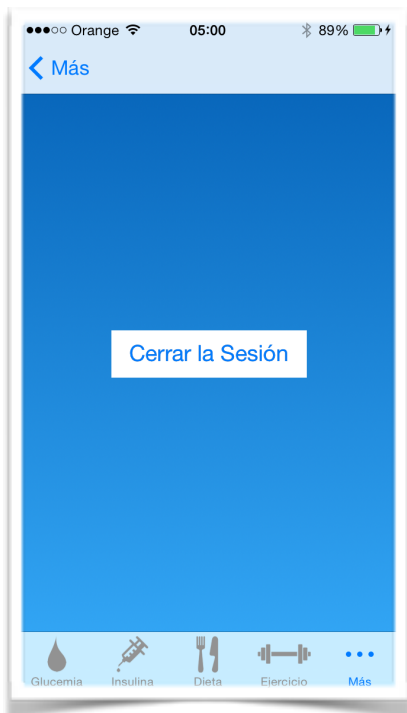 Orange 05:00 89%
Más
Cerrar la Sesión
Glucemia Insulina Dieta Ejercicio Más